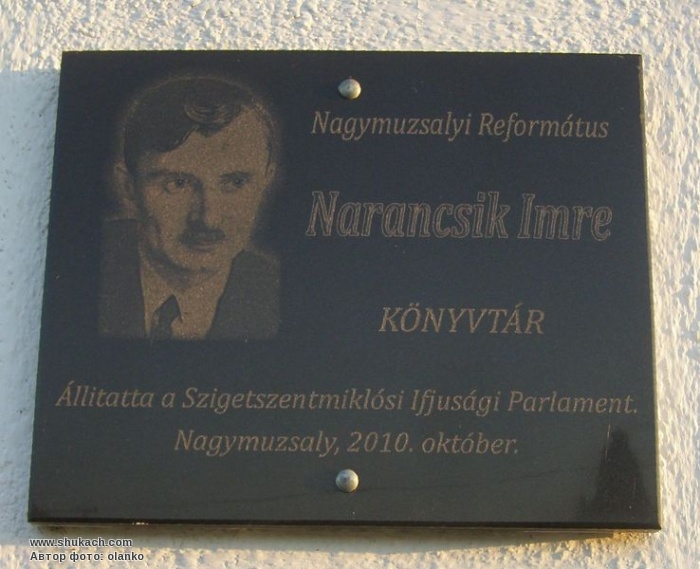 Nagymuzsalyi Református
Narancsik Imre
KÖNYVTÁR
Állitatta a Szigetszentmiklósi Ifjusági Parlament.
Nagymuzsaly, 2010. október.
www.shukach.com
Автор фото: olanko